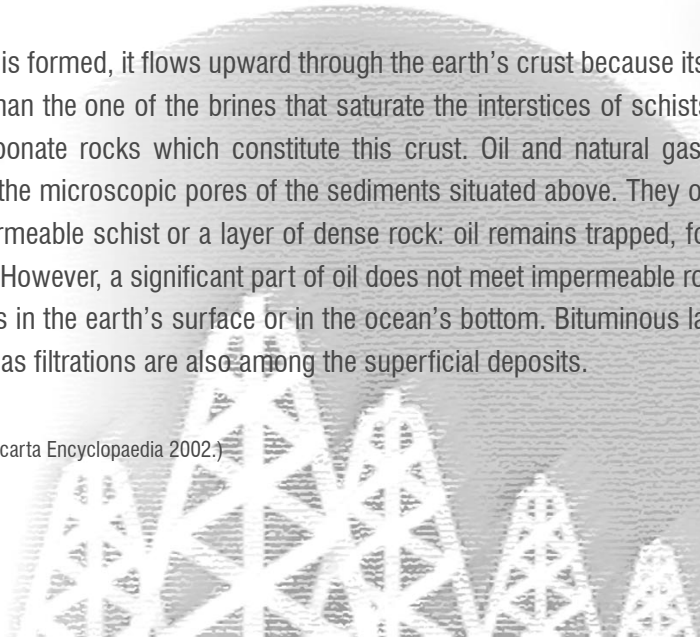 is formed, it flows upward through the earth's crust because its
han the one of the brines that saturate the interstices of schists
bonate rocks which constitute this crust. Oil and natural gas
the microscopic pores of the sediments situated above. They o
rmeable schist or a layer of dense rock: oil remains trapped, fo
However, a significant part of oil does not meet impermeable ro
s in the earth's surface or in the ocean's bottom. Bituminous la
as filtrations are also among the superficial deposits.
carta Encyclopaedia 2002.)